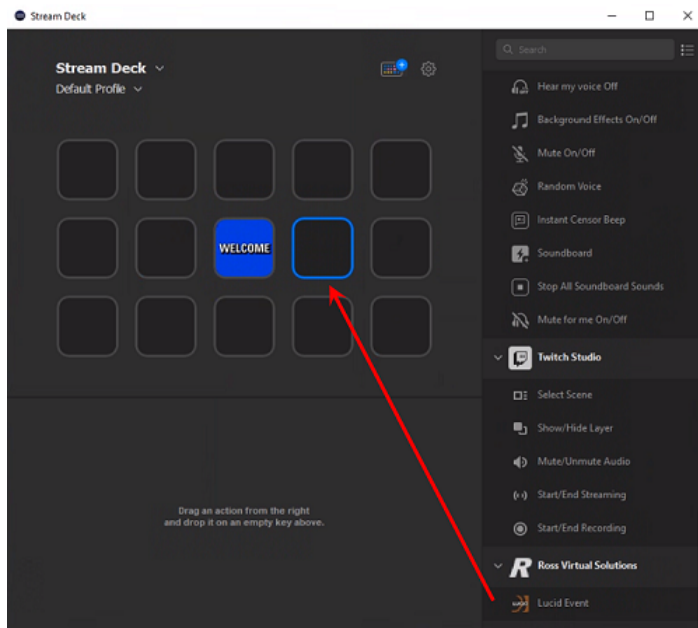 Stream Deck
Stream Deck
Default Profile
WELCOME
Drag an action from the right
and drop it on an empty key above.
Search
Hear my voice Off
Background Effects On/Off
Mute On/Off
Random Voice
Instant Censor Beep
Soundboard
Stop All Soundboard Sounds
Mute for me On/Off
Twitch Studio
Select Scene
Show/Hide Layer
Mute/Unmute Audio
Start/End Streaming
Start/End Recording
Ross Virtual Solutions
Lucid Event